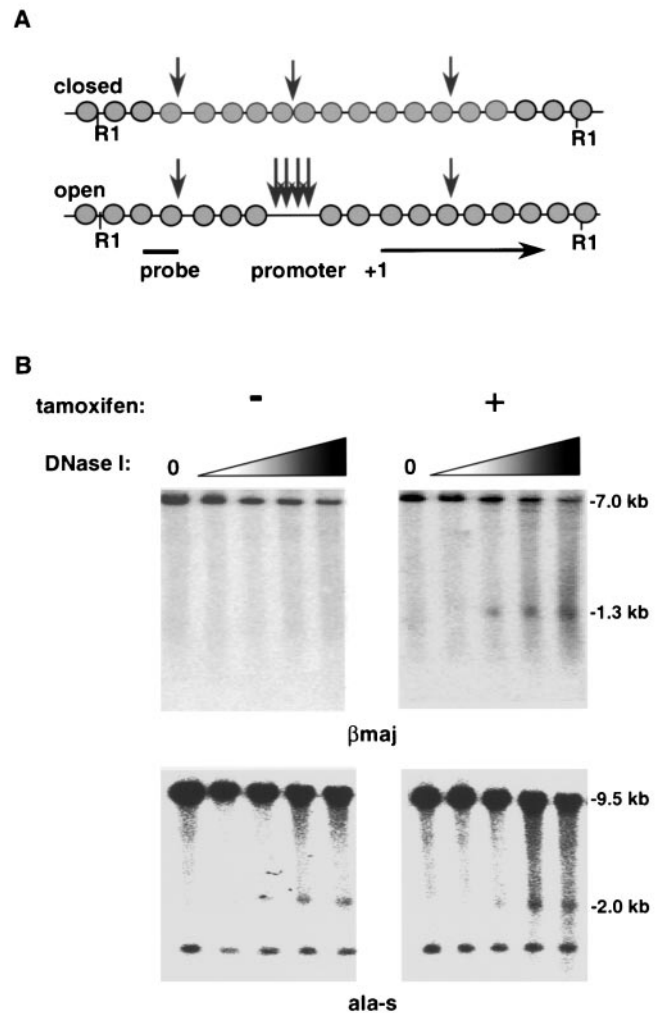 A
closed
R1 R1
open
R1 R1
probe promoter +1
B
tamoxifen: - +
DNase I: 0 0
-7.0 kb
-1.3 kb
βmaj
-9.5 kb
-2.0 kb
ala-s